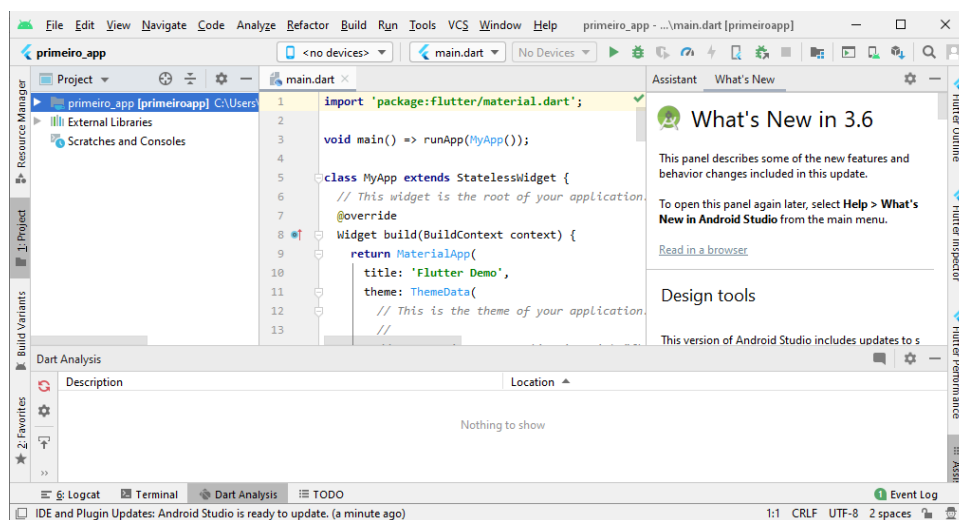 File Edit View Navigate Code Analyze Refactor Build Run Tools VCS Window Help primeiro_app - ...\main.dart [primeiroapp]
primeiro_app <no devices> main.dart No Devices
Resource Manager
1: Project
Build Variants
2: Favorites
Project
primeiro_app [primeiroapp] C:\Users\
External Libraries
Scratches and Consoles
main.dart
1 import 'package:flutter/material.dart';
2
3 void main() => runApp(MyApp());
4
5 class MyApp extends StatelessWidget {
6 // This widget is the root of your application.
7 @override
8 Widget build(BuildContext context) {
9 return MaterialApp(
10 title: 'Flutter Demo',
11 theme: ThemeData(
12 // This is the theme of your application.
13 //
Assistant What's New
What's New in 3.6
This panel describes some of the new features and
behavior changes included in this update.
To open this panel again later, select Help > What's
New in Android Studio from the main menu.
Read in a browser
Design tools
This version of Android Studio includes updates to s
Flutter Outline
Flutter Inspector
Flutter Performance
Dart Analysis
Description Location
Nothing to show
6: Logcat Terminal Dart Analysis TODO 1 Event Log
IDE and Plugin Updates: Android Studio is ready to update. (a minute ago) 1:1 CRLF UTF-8 2 spaces